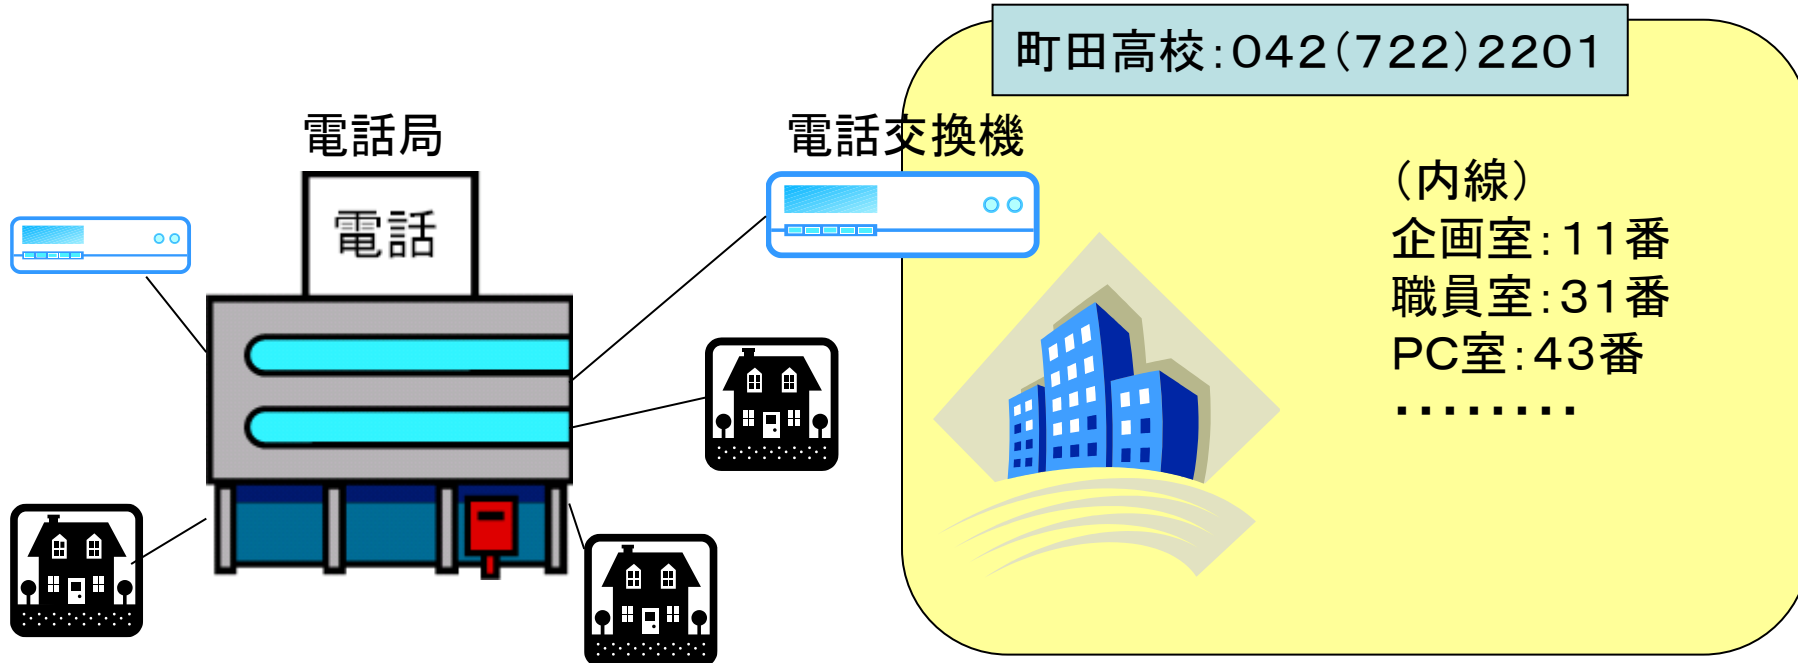 町田高校:042(722)2201
電話局
電話交換機
電話
(内線)
企画室:11番
職員室:31番
PC室:43番
・・・・・・・・